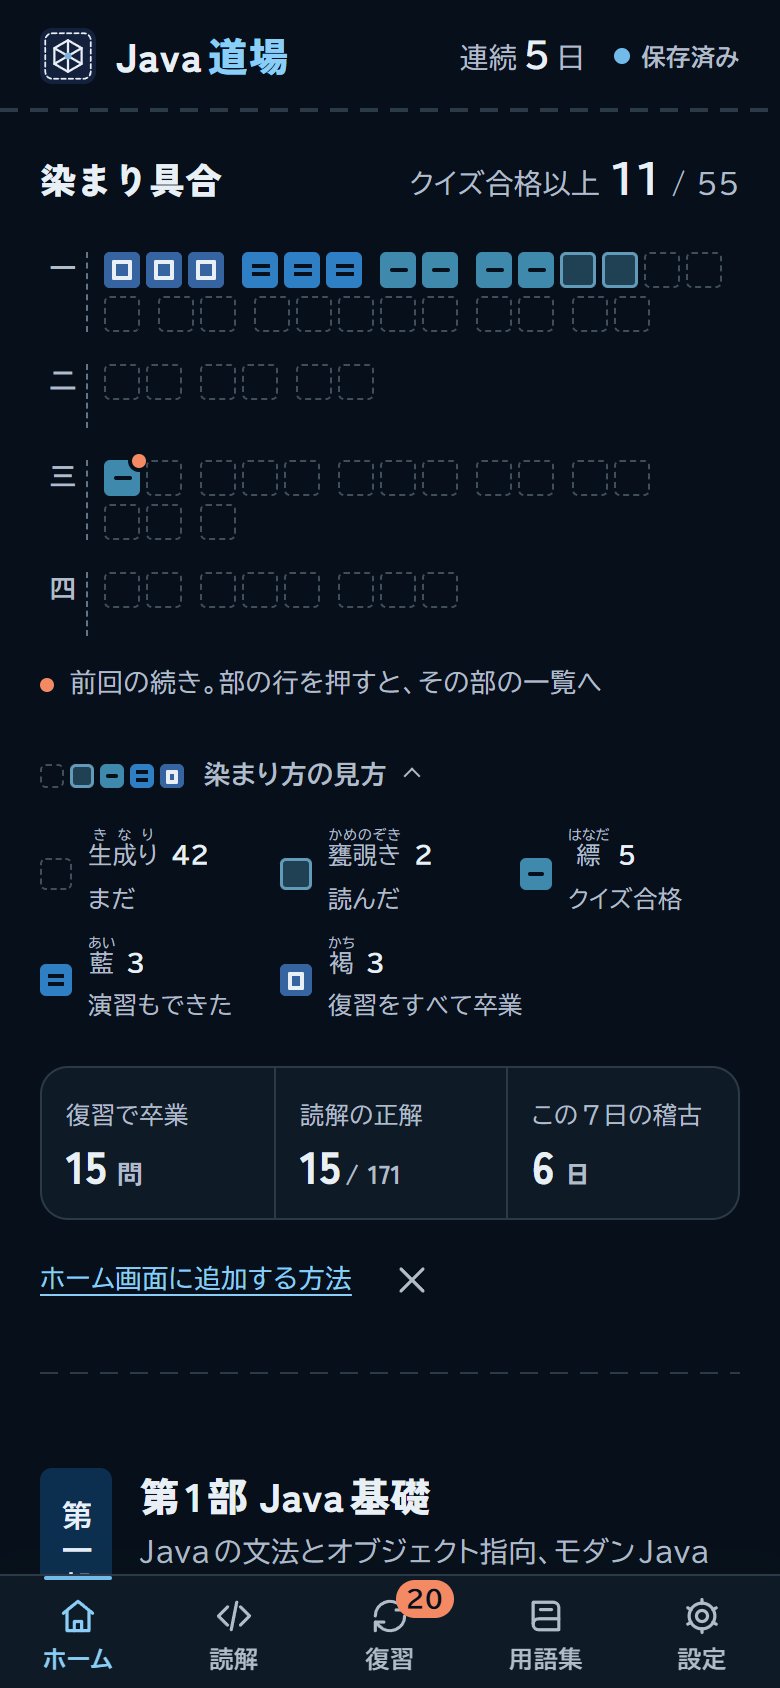 Java道場 連続 5 日 保存済み
染まり具合 クイズ合格以上 11 / 55
一
二
三
四
前回の続き。部の行を押すと、その部の一覧へ
染まり方の見方
きなり かめのぞき はなだ
生成り 42 甕覗き 2 縹 5
まだ 読んだ クイズ合格
あい かち
藍 3 褐 3
演習もできた 復習をすべて卒業
復習で卒業 読解の正解 この7日の稽古
15 問 15 / 171 6 日
ホーム画面に追加する方法
第一 第1部 Java基礎
Javaの文法とオブジェクト指向、モダンJava
20
ホーム 読解 復習 用語集 設定